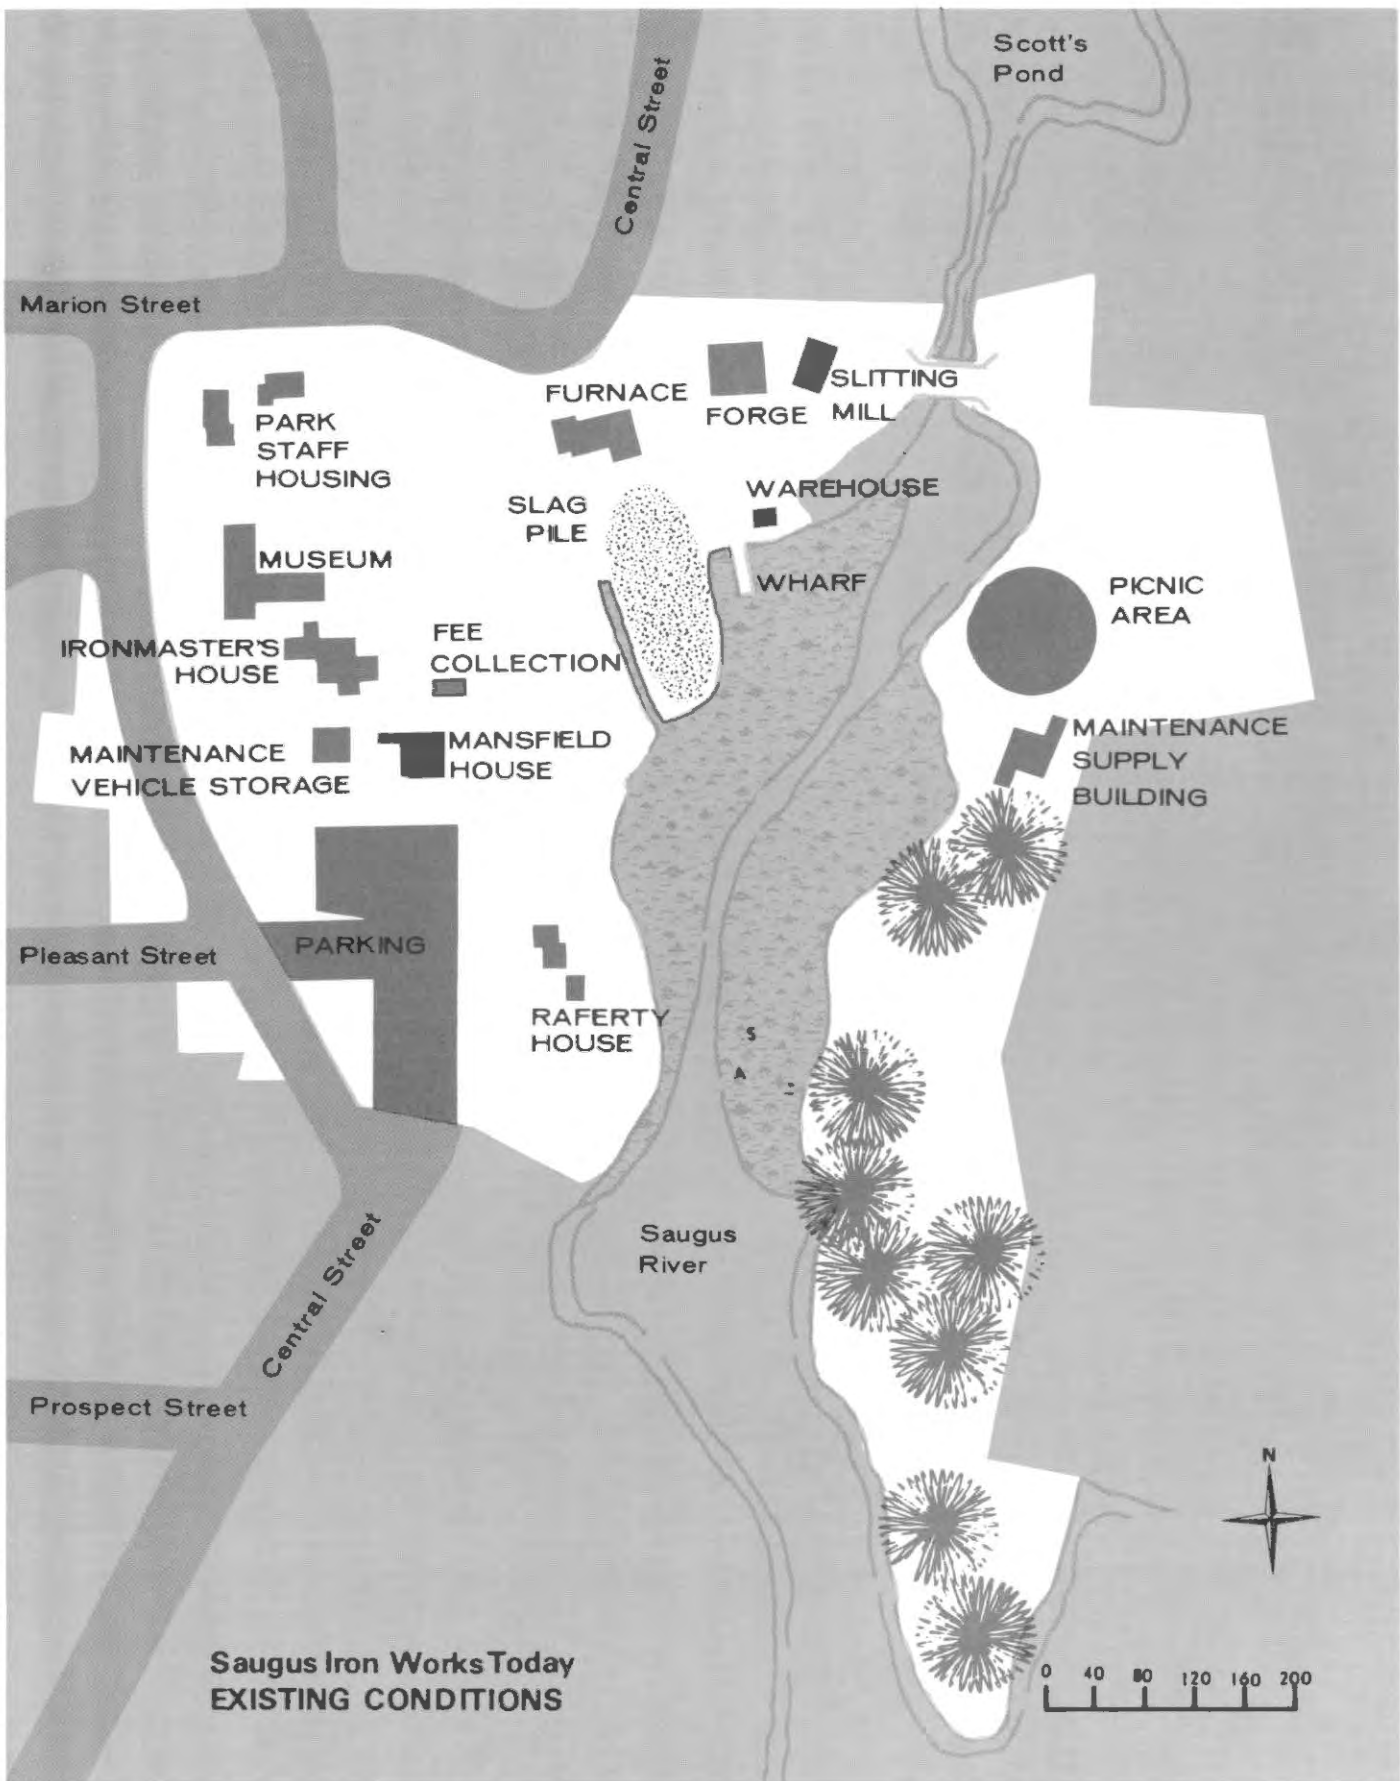 Scott's
Pond
Central Street
Marion Street
FURNACE
SLITTING
MILL
FORGE
PARK
STAFF
HOUSING
SLAG
PILE
WAREHOUSE
MUSEUM
WHARF
PICNIC
AREA
FEE
COLLECTION
IRONMASTER'S
HOUSE
MAINTENANCE
SUPPLY
BUILDING
MANSFIELD
HOUSE
MAINTENANCE
VEHICLE STORAGE
PARKING
Pleasant Street
RAFERTY
HOUSE
S
A
Saugus
River
Central Street
Prospect Street
N
Saugus Iron Works Today
EXISTING CONDITIONS
0 40 80 120 160 200